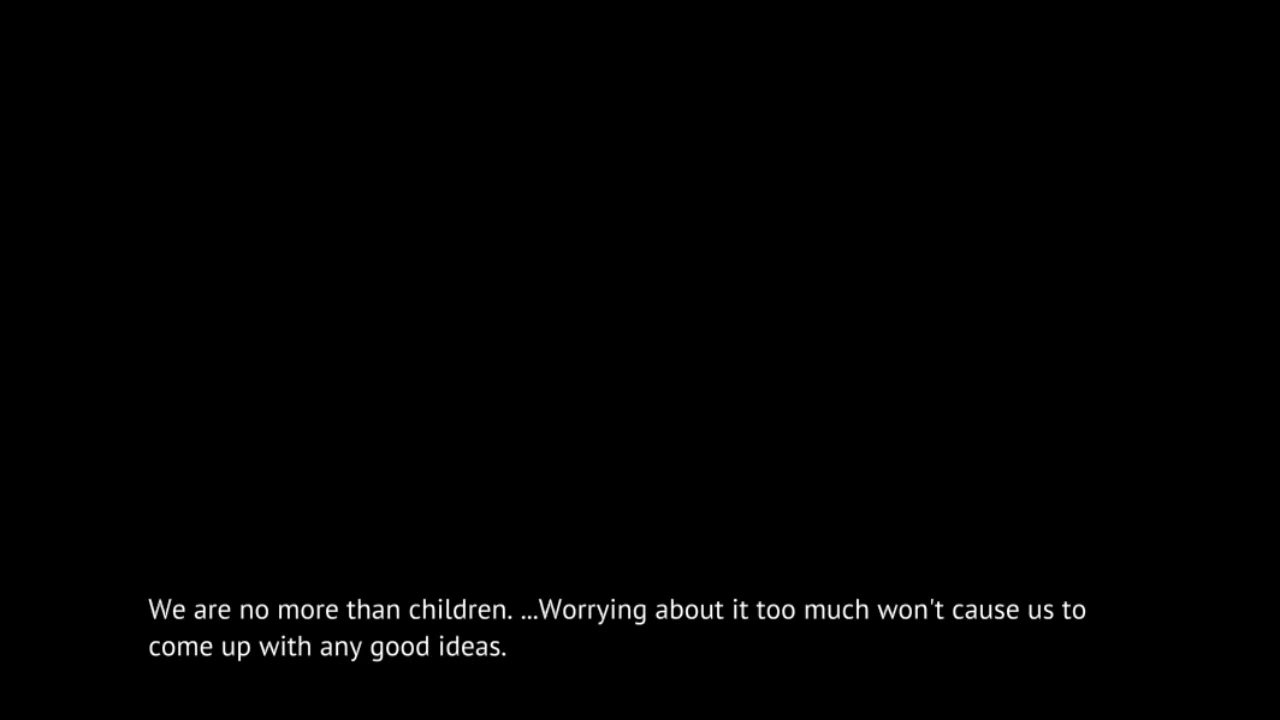 We are no more than children. ...Worrying about it too much won't cause us to
come up with any good ideas.